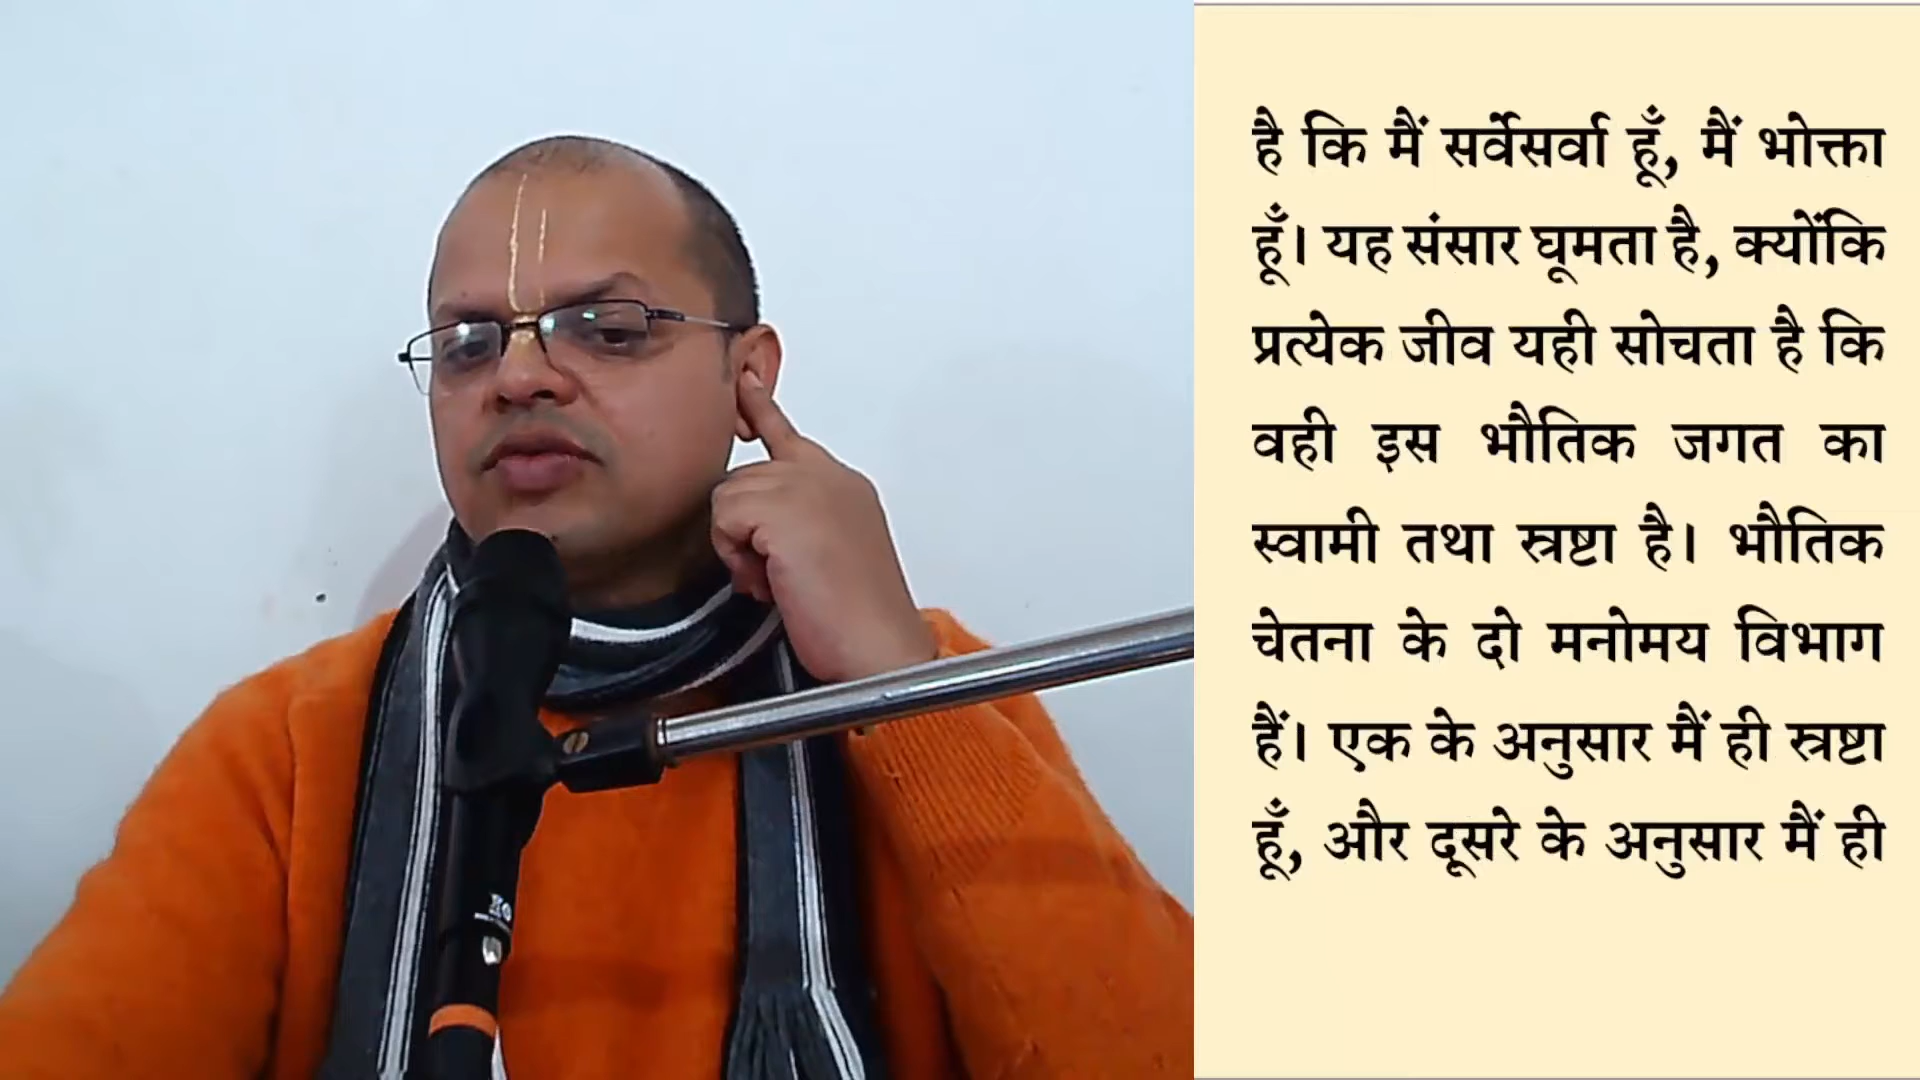 है कि मैं सर्वेसर्वा हूँ, मैं भोक्ता
हूँ। यह संसार घूमता है, क्योंकि
प्रत्येक जीव यही सोचता है कि
वही इस भौतिक जगत का
स्वामी तथा स्रष्टा है। भौतिक
चेतना के दो मनोमय विभाग
हैं। एक के अनुसार मैं ही स्रष्टा
हूँ, और दूसरे के अनुसार मैं ही